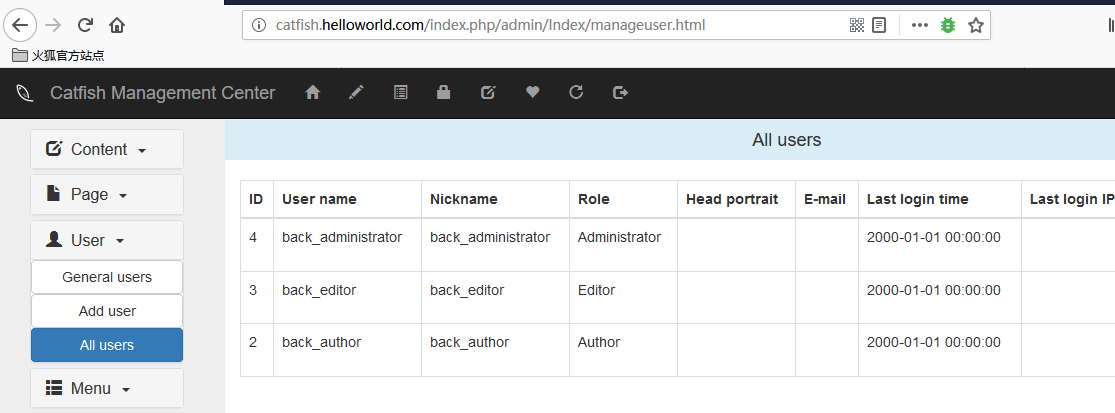 catfish.helloworld.com/index.php/admin/Index/manageuser.html
火狐官方站点
Catfish Management Center
Content
Page
User
General users
Add user
All users
Menu
All users
ID User name Nickname Role Head portrait E-mail Last login time Last login IP
4 back_administrator back_administrator Administrator 2000-01-01 00:00:00
3 back_editor back_editor Editor 2000-01-01 00:00:00
2 back_author back_author Author 2000-01-01 00:00:00